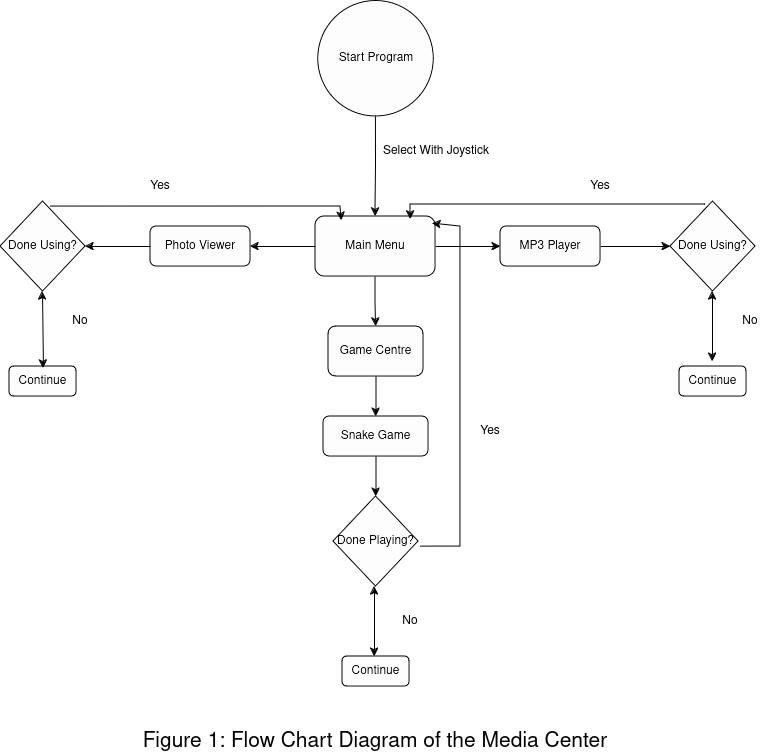 Start Program
Select With Joystick
Yes
Yes
Done Using?
Photo Viewer
Main Menu
MP3 Player
Done Using?
No
No
Continue
Game Centre
Continue
Snake Game
Yes
Done Playing?
No
Continue
Figure 1: Flow Chart Diagram of the Media Center